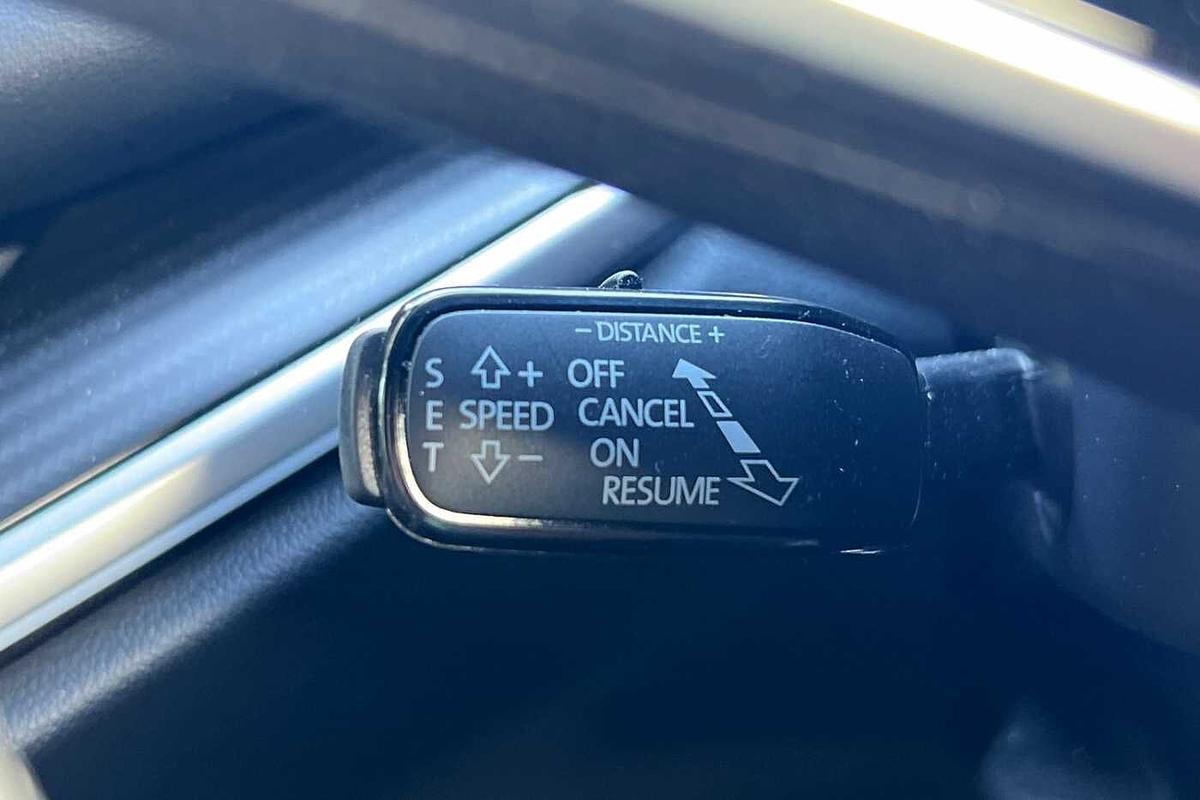 − DISTANCE +
S + OFF
E SPEED CANCEL
T − ON
RESUME